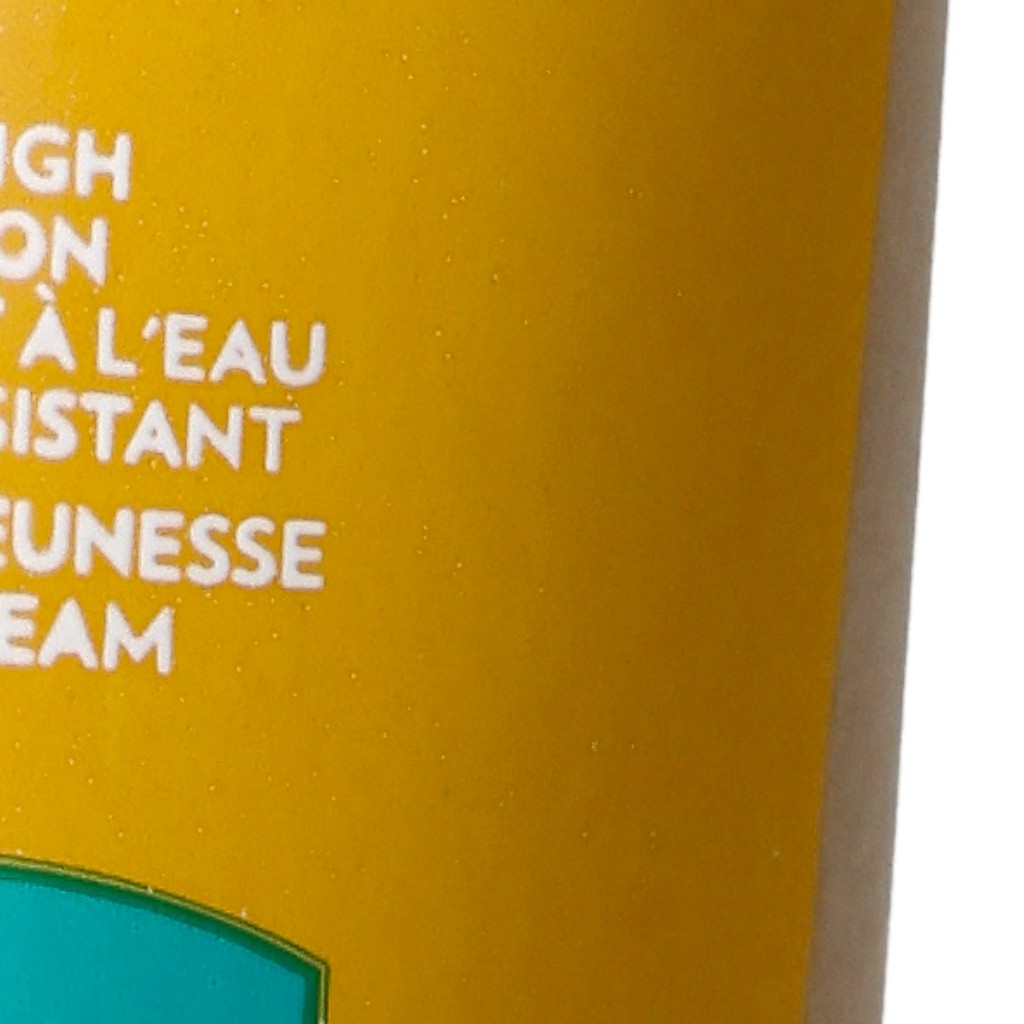 IGH
ON
À L'EAU
SISTANT
EUNESSE
EAM